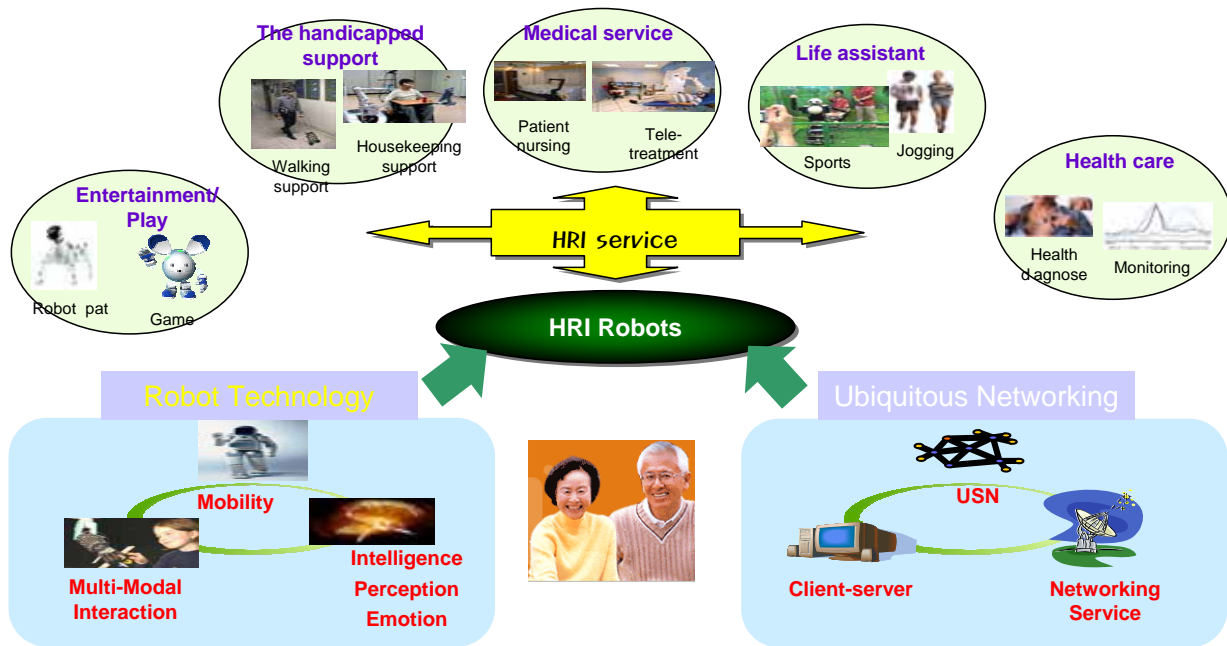 The handicapped
support
Walking
support
Housekeeping
support
Medical service
Patient
nursing
Tele-
treatment
Life assistant
Sports
Jogging
Health care
Health
d agnose
Monitoring
Entertainment/
Play
Robot pat
Game
HRI service
HRI Robots
Robot Technology
Mobility
Multi-Modal
Interaction
Intelligence
Perception
Emotion
Ubiquitous Networking
USN
Client-server
Networking
Service